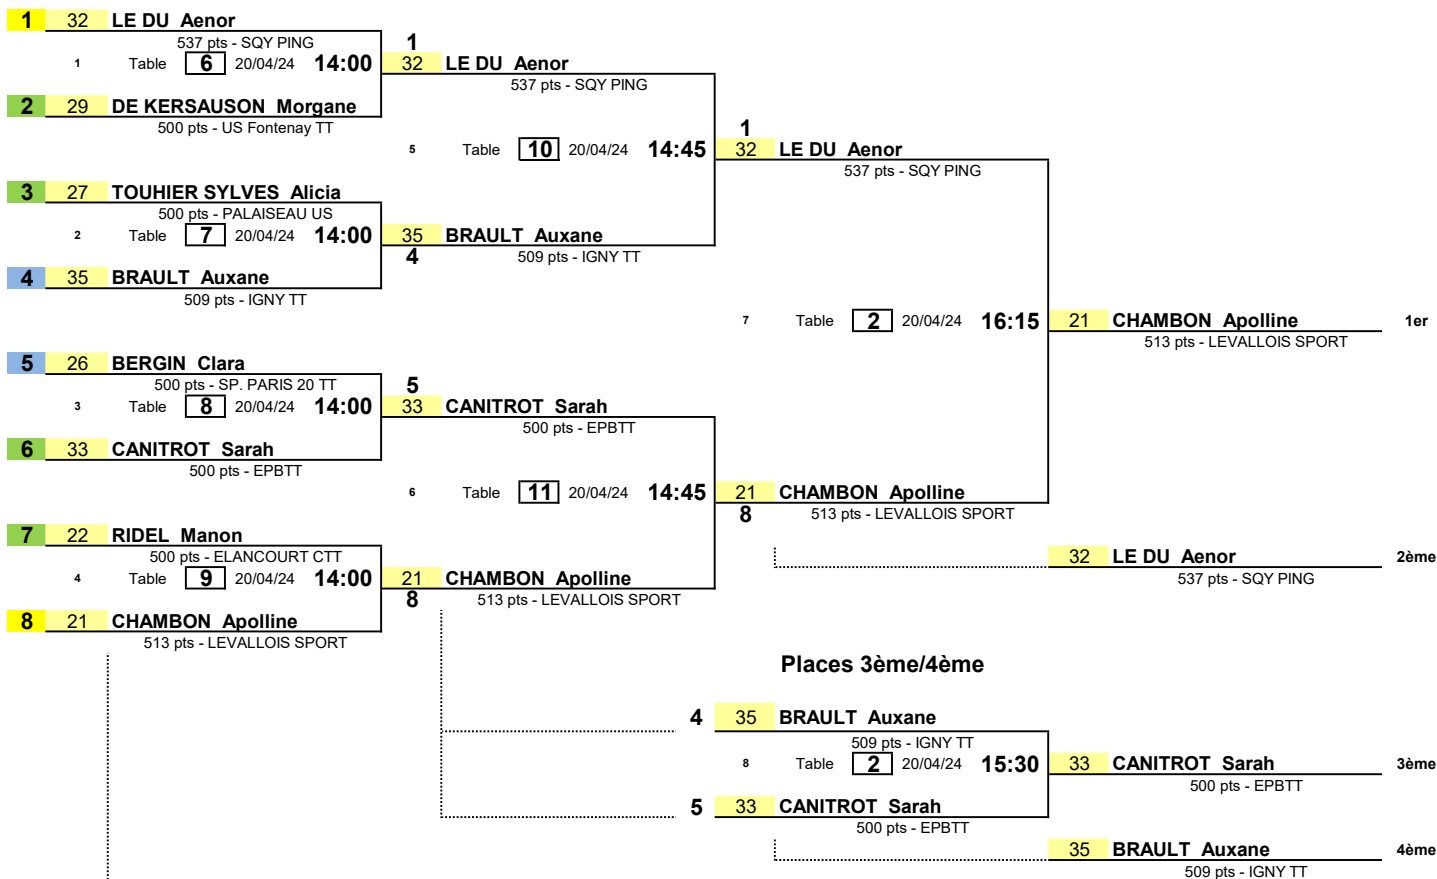 1 32 LE DU Aenor
537 pts - SQY PING 1
1 Table 6 20/04/24 14:00 32 LE DU Aenor
537 pts - SQY PING
2 29 DE KERSAUSON Morgane
500 pts - US Fontenay TT 1
5 Table 10 20/04/24 14:45 32 LE DU Aenor
537 pts - SQY PING
3 27 TOUHIER SYLVES Alicia
500 pts - PALAISEAU US
2 Table 7 20/04/24 14:00 35 BRAULT Auxane
4 509 pts - IGNY TT
4 35 BRAULT Auxane
509 pts - IGNY TT
7 Table 2 20/04/24 16:15 21 CHAMBON Apolline 1er
513 pts - LEVALLOIS SPORT
5 26 BERGIN Clara
500 pts - SP. PARIS 20 TT 5
3 Table 8 20/04/24 14:00 33 CANITROT Sarah
500 pts - EPBTT
6 33 CANITROT Sarah
500 pts - EPBTT
6 Table 11 20/04/24 14:45 21 CHAMBON Apolline
8 513 pts - LEVALLOIS SPORT
7 22 RIDEL Manon
500 pts - ELANCOURT CTT 32 LE DU Aenor 2ème
4 Table 9 20/04/24 14:00 21 CHAMBON Apolline 537 pts - SQY PING
8 513 pts - LEVALLOIS SPORT
8 21 CHAMBON Apolline
513 pts - LEVALLOIS SPORT
Places 3ème/4ème
4 35 BRAULT Auxane
509 pts - IGNY TT
8 Table 2 20/04/24 15:30 33 CANITROT Sarah 3ème
500 pts - EPBTT
5 33 CANITROT Sarah
500 pts - EPBTT
35 BRAULT Auxane 4ème
509 pts - IGNY TT